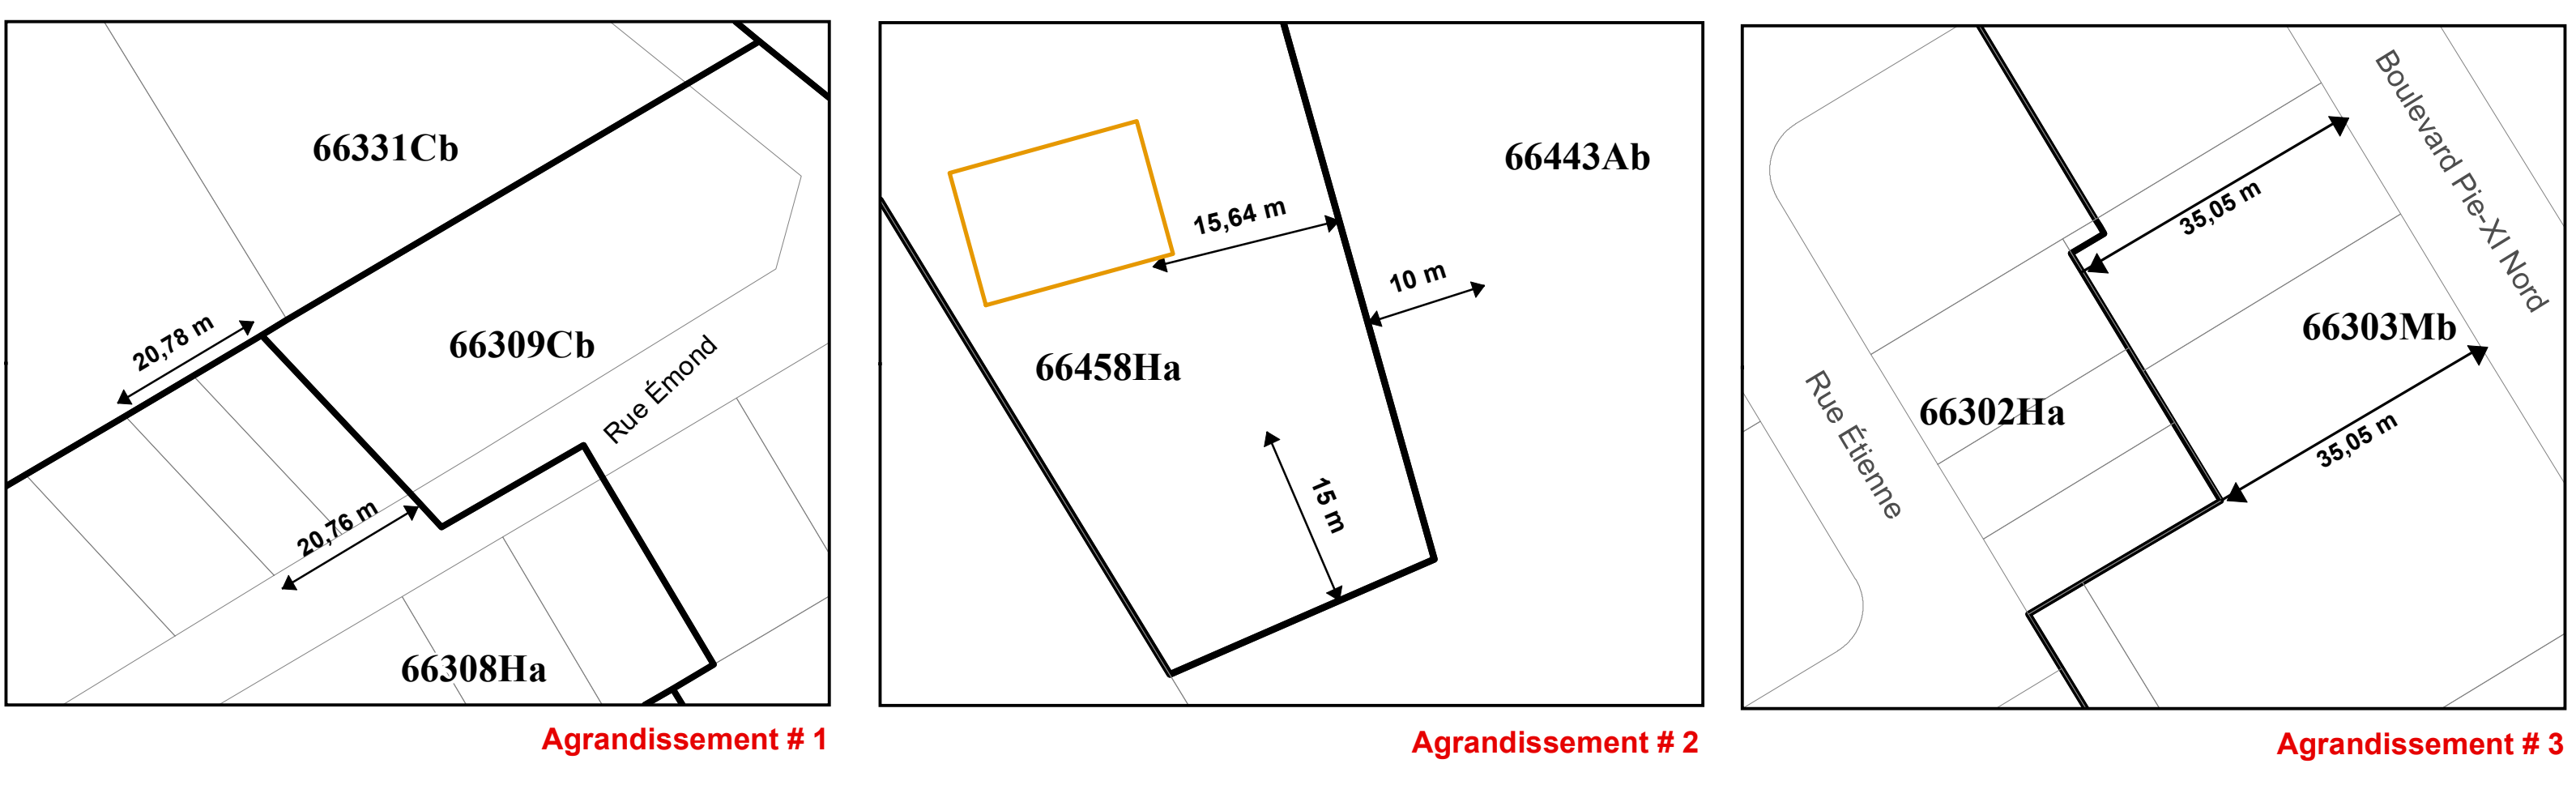 66331Cb
20,78 m
66309Cb
Rue Émond
20,76 m
66308Ha
Agrandissement # 1
66443Ab
15,64 m
10 m
66458Ha
15 m
Agrandissement # 2
Boulevard Pie-XI Nord
35,05 m
66303Mb
66302Ha
Rue Étienne
35,05 m
Agrandissement # 3